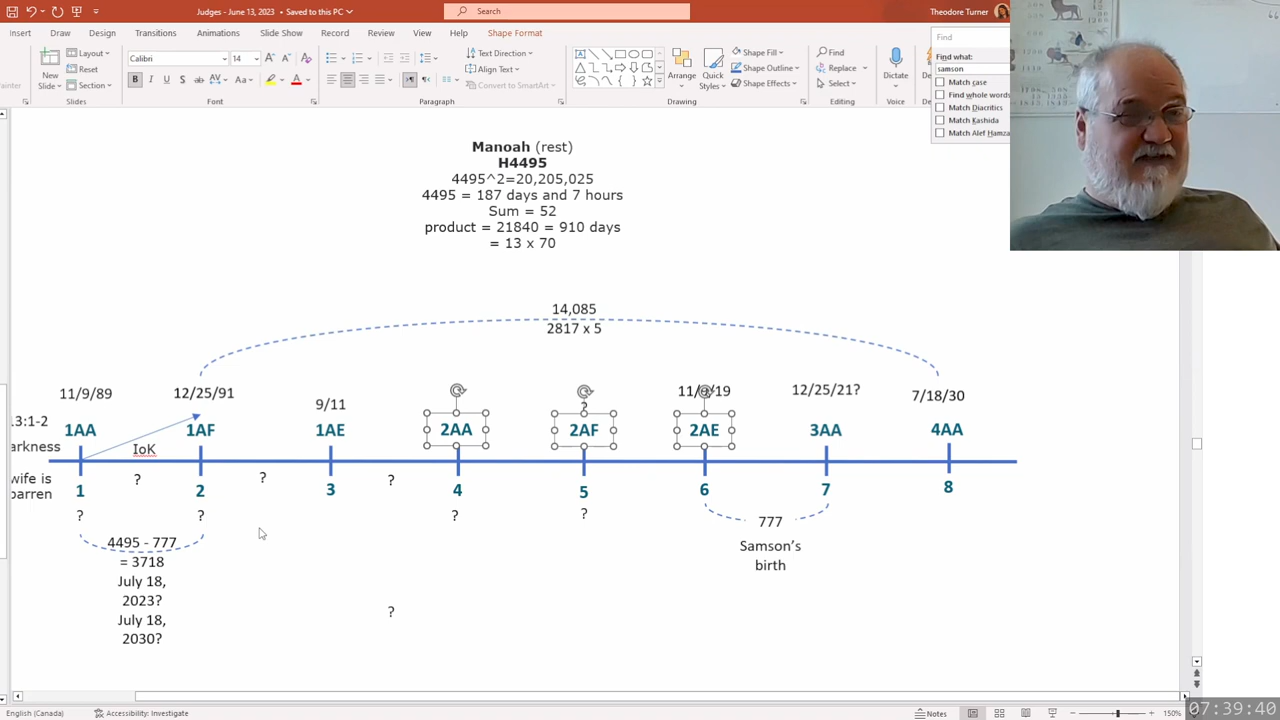 Judges - June 13, 2023 • Saved to this PC
Search
Theodore Turner
nsert
Draw
Design
Transitions
Animations
Slide Show
Record
Review
View
Help
Shape Format
Find
Find what:
samson
Match case
Find whole words
Match Diacritics
Match Kashida
Match Alef Hamza
New
Slide
Layout
Reset
Section
Slides
Calibri
14
Font
Text Direction
Align Text
Convert to SmartArt
Paragraph
Arrange
Quick
Styles
Shape Fill
Shape Outline
Shape Effects
Drawing
Find
Replace
Select
Editing
Dictate
Voice
Manoah (rest)
H4495
4495^2=20,205,025
4495 = 187 days and 7 hours
Sum = 52
product = 21840 = 910 days
= 13 x 70
14,085
2817 x 5
11/9/89
12/25/91
9/11
?
12/25/21?
7/18/30
13:1-2
arkness
1AA
1AF
1AE
2AA
2AF
2AE
3AA
4AA
IoK
wife is
barren
?
?
?
1
2
3
4
5
6
7
8
?
?
?
?
777
Samson's
birth
4495 - 777
= 3718
July 18,
2023?
July 18,
2030?
?
English (Canada)
Accessibility: Investigate
Notes
150%
07:39:40